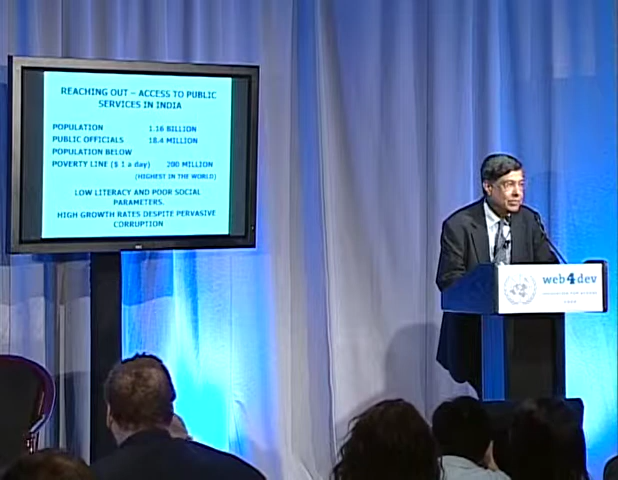 REACHING OUT – ACCESS TO PUBLIC
SERVICES IN INDIA
POPULATION 1.16 BILLION
PUBLIC OFFICIALS 18.4 MILLION
POPULATION BELOW
POVERTY LINE ($ 1 a day) 200 MILLION
(HIGHEST IN THE WORLD)
LOW LITERACY AND POOR SOCIAL
PARAMETERS.
HIGH GROWTH RATES DESPITE PERVASIVE
CORRUPTION
web4dev